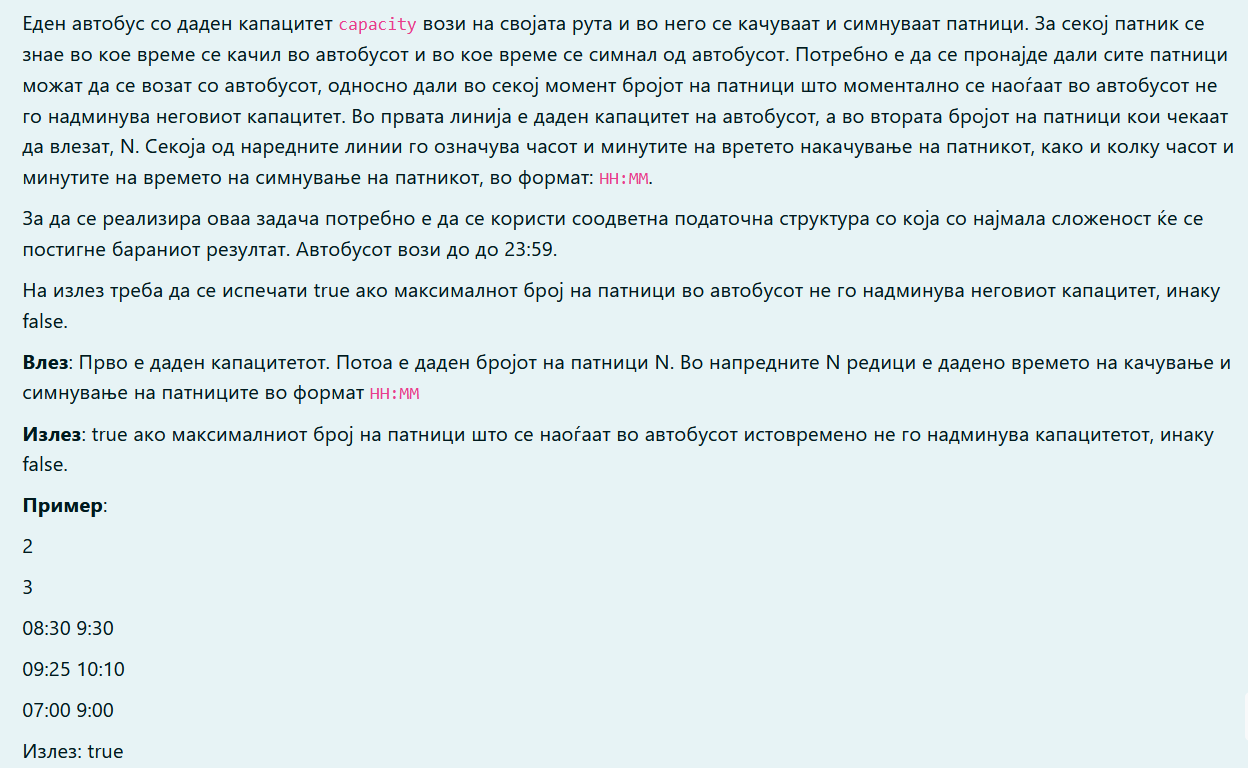 Еден автобус со даден капацитет capacity вози на својата рута и во него се качуваат и симнуваат патници. За секој патник се
знае во кое време се качил во автобусот и во кое време се симнал од автобусот. Потребно е да се пронајде дали сите патници
можат да се возат со автобусот, односно дали во секој момент бројот на патници што моментално се наоѓаат во автобусот не
го надминува неговиот капацитет. Во првата линија е даден капацитет на автобусот, а во втората бројот на патници кои чекаат
да влезат, N. Секоја од наредните линии го означува часот и минутите на вретето накачување на патникот, како и колку часот и
минутите на времето на симнување на патникот, во формат: HH:MM.
За да се реализира оваа задача потребно е да се користи соодветна податочна структура со која со најмала сложеност ќе се
постигне бараниот резултат. Автобусот вози до до 23:59.
На излез треба да се испечати true ако максималнот број на патници во автобусот не го надминува неговиот капацитет, инаку
false.
Влез: Прво е даден капацитетот. Потоа е даден бројот на патници N. Во напредните N редици е дадено времето на качување и
симнување на патниците во формат HH:MM
Излез: true ако максималниот број на патници што се наоѓаат во автобусот истовремено не го надминува капацитетот, инаку
false.
Пример:
2
3
08:30 9:30
09:25 10:10
07:00 9:00
Излез: true